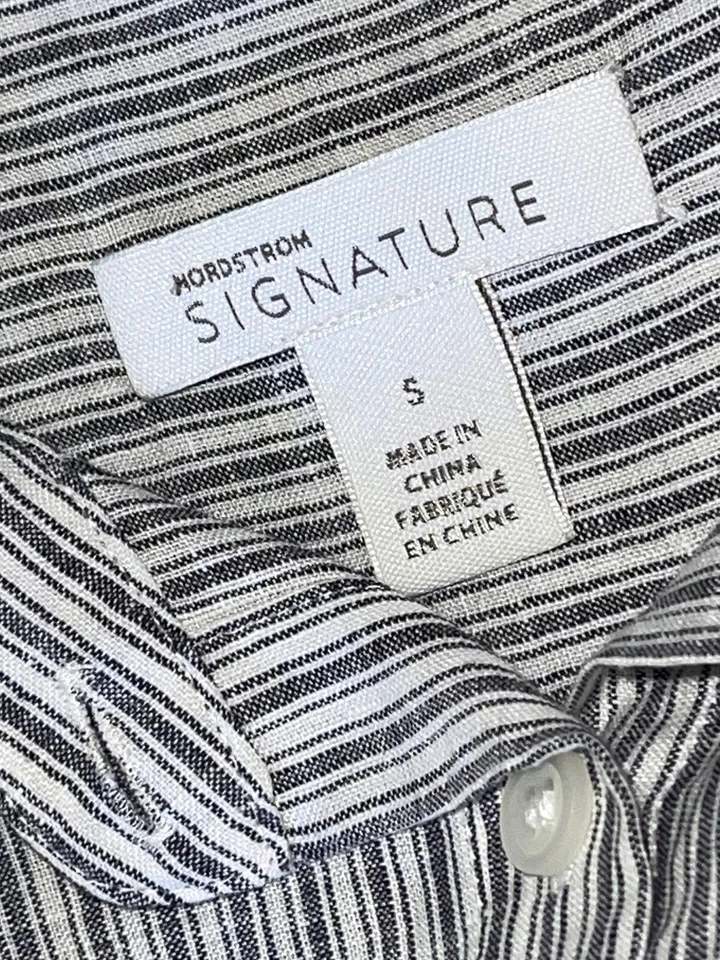 NORDSTROM
SIGNATURE
S
MADE IN
CHINA
FABRIQUÉ
EN CHINE